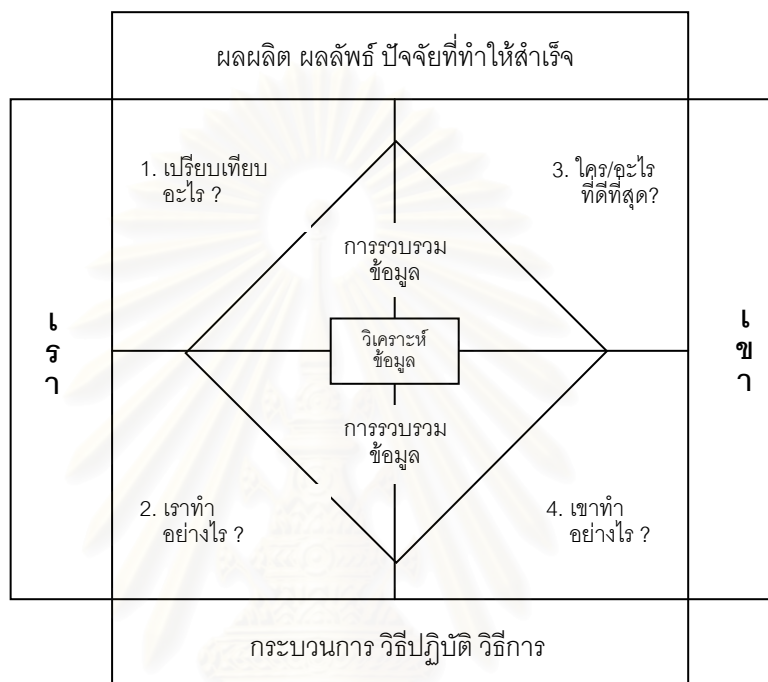 ผลผลิต ผลลัพธ์ ปัจจัยที่ทำให้สำเร็จ
1. เปรียบเทียบ
อะไร ?
3. ใคร/อะไร
ที่ดีที่สุด?
การรวบรวม
ข้อมูล
เรา
วิเคราะห์
ข้อมูล
เขา
การรวบรวม
ข้อมูล
2. เราทำ
อย่างไร ?
4. เขาทำ
อย่างไร ?
กระบวนการ วิธีปฏิบัติ วิธีการ